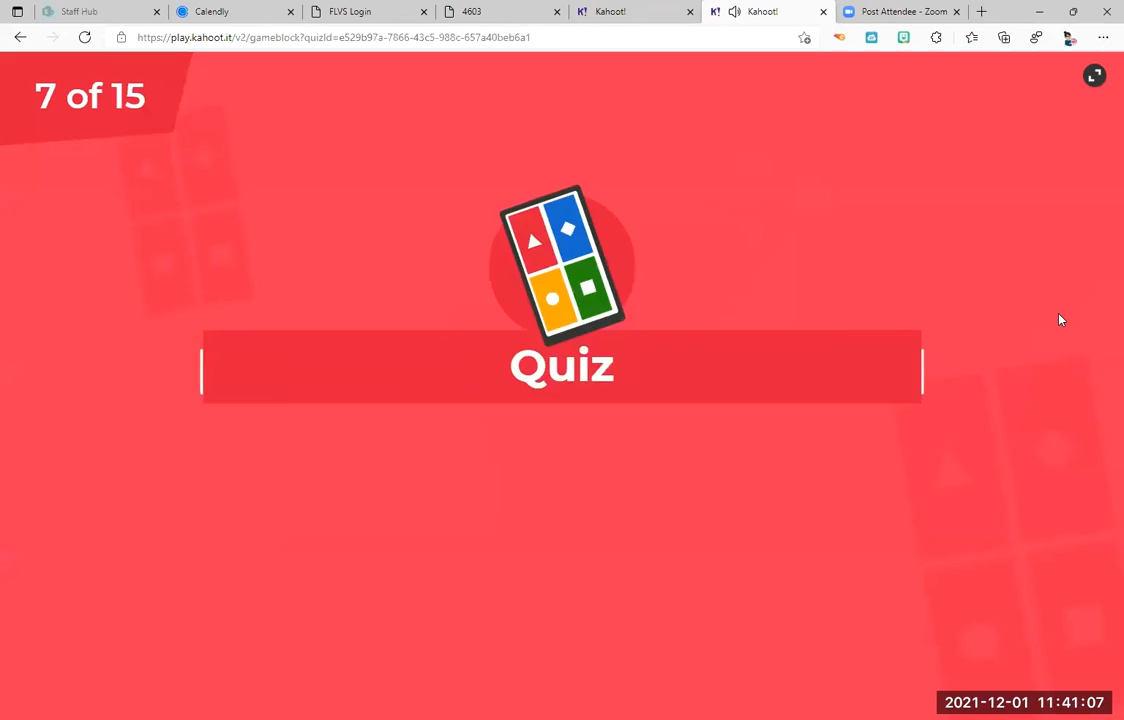 Staff Hub
Calendly
FLVS Login
4603
Kahoot!
Kahoot!
Post Attendee - Zoom
https://play.kahoot.it/v2/gameblock?quizId=e529b97a-7866-43c5-988c-657a40beb6a1
7 of 15
Quiz
2021-12-01 11:41:07